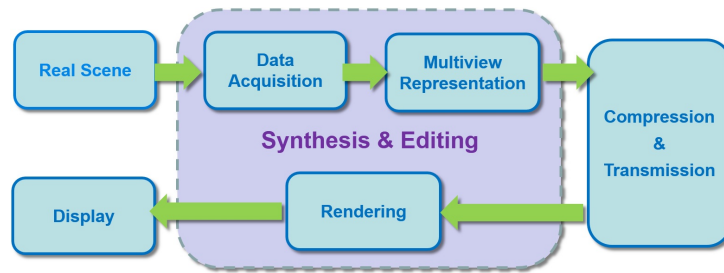 Real Scene
Data
Acquisition
Multiview
Representation
Compression
&
Transmission
Synthesis & Editing
Display
Rendering